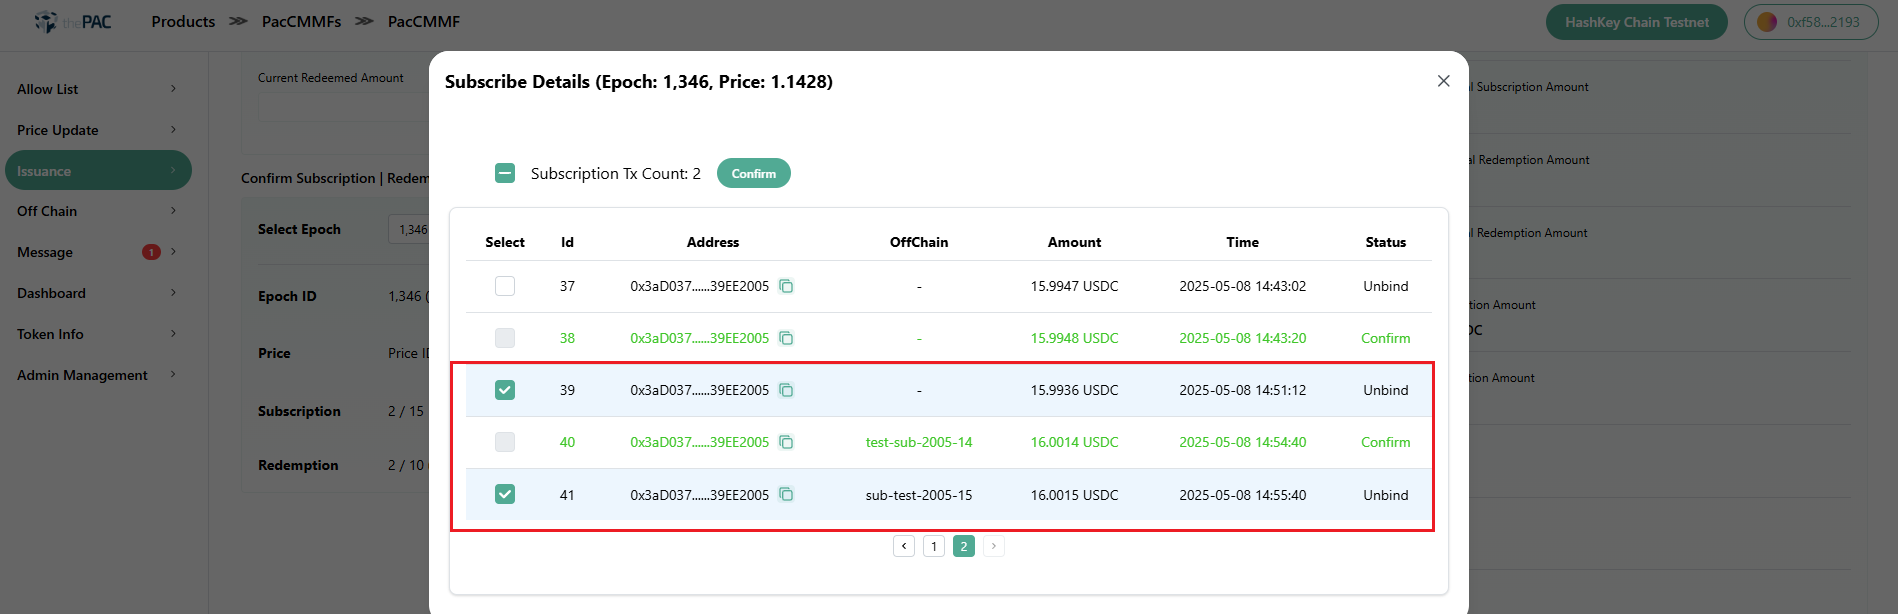 thePAC Products PacCMMFs PacCMMF HashKey Chain Testnet 0xf58...2193
Allow List
Price Update
Issuance
Off Chain
Message 1
Dashboard
Token Info
Admin Management
Current Redeemed Amount
Confirm Subscription | Redem
Select Epoch 1,346
Epoch ID 1,346 (
Price Price ID
Subscription 2 / 15
Redemption 2 / 10
Subscribe Details (Epoch: 1,346, Price: 1.1428)
Subscription Tx Count: 2 Confirm
Select Id Address OffChain Amount Time Status
37 0x3aD037......39EE2005 - 15.9947 USDC 2025-05-08 14:43:02 Unbind
38 0x3aD037......39EE2005 - 15.9948 USDC 2025-05-08 14:43:20 Confirm
39 0x3aD037......39EE2005 - 15.9936 USDC 2025-05-08 14:51:12 Unbind
40 0x3aD037......39EE2005 test-sub-2005-14 16.0014 USDC 2025-05-08 14:54:40 Confirm
41 0x3aD037......39EE2005 sub-test-2005-15 16.0015 USDC 2025-05-08 14:55:40 Unbind
1 2
l Subscription Amount
al Redemption Amount
l Redemption Amount
tion Amount
DC
tion Amount